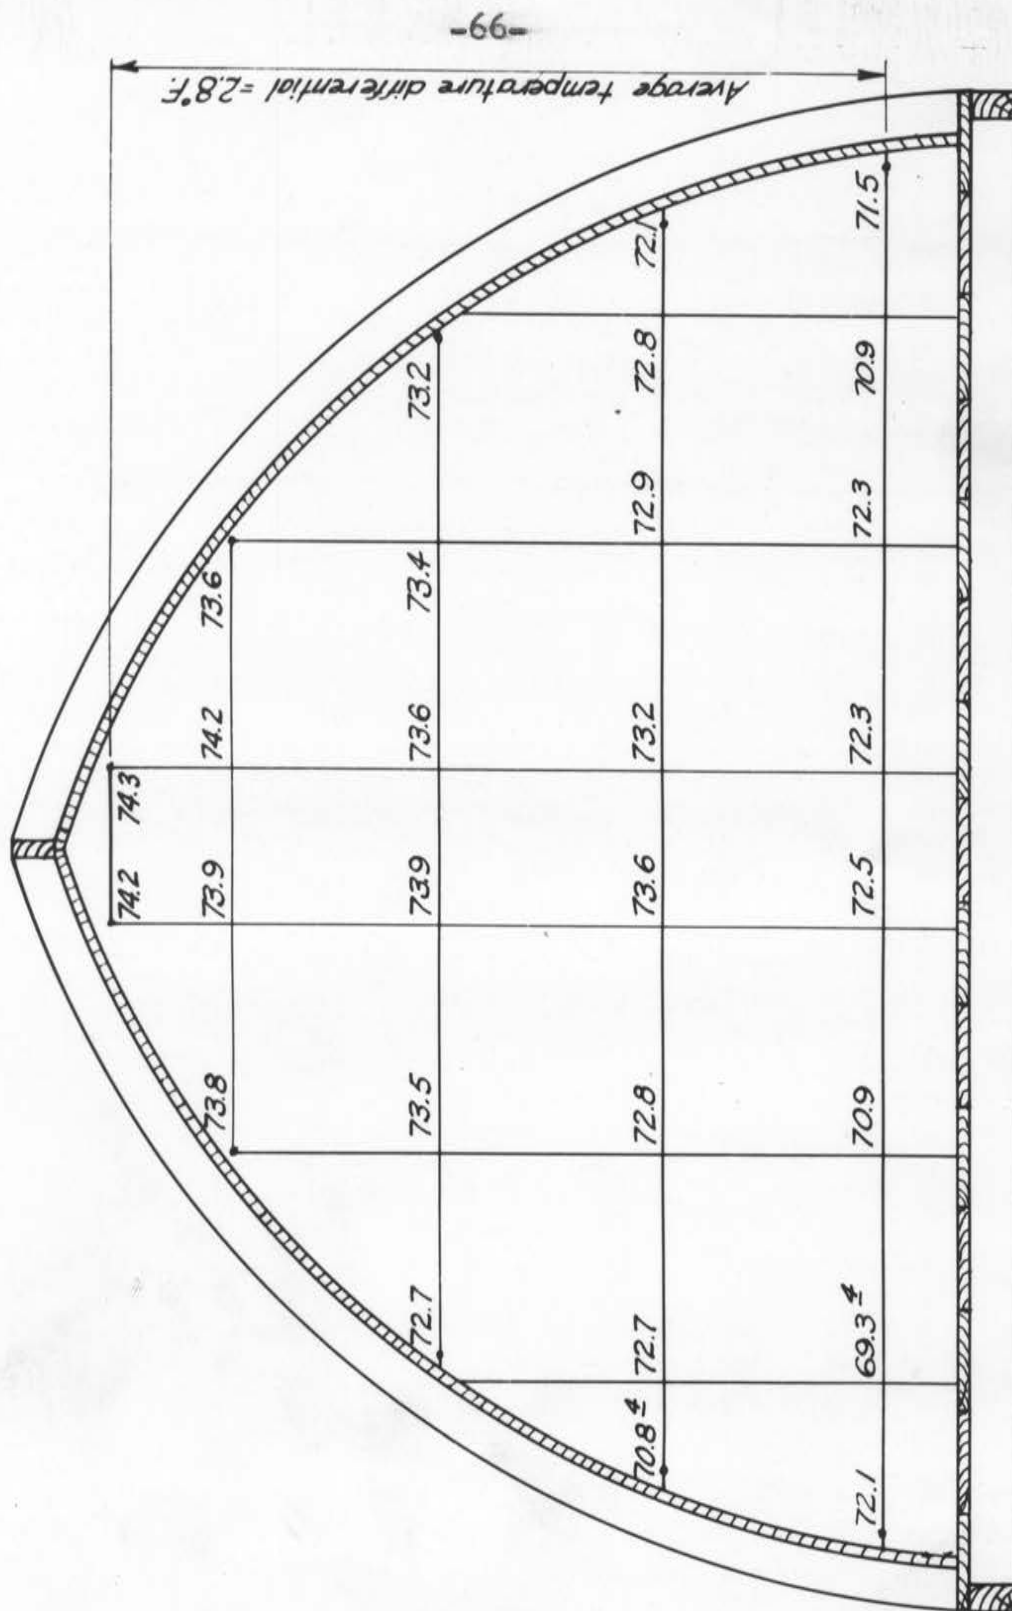 -99-
Average temperature differential = 2.8°F.
74.2 74.3
73.8 73.9 74.2 73.6
72.7 73.5 73.9 73.6 73.4 73.2
70.8 4 72.7 72.8 73.6 73.2 72.9 72.8 72.1
72.1 69.3 4 70.9 72.5 72.3 72.3 70.9 71.5